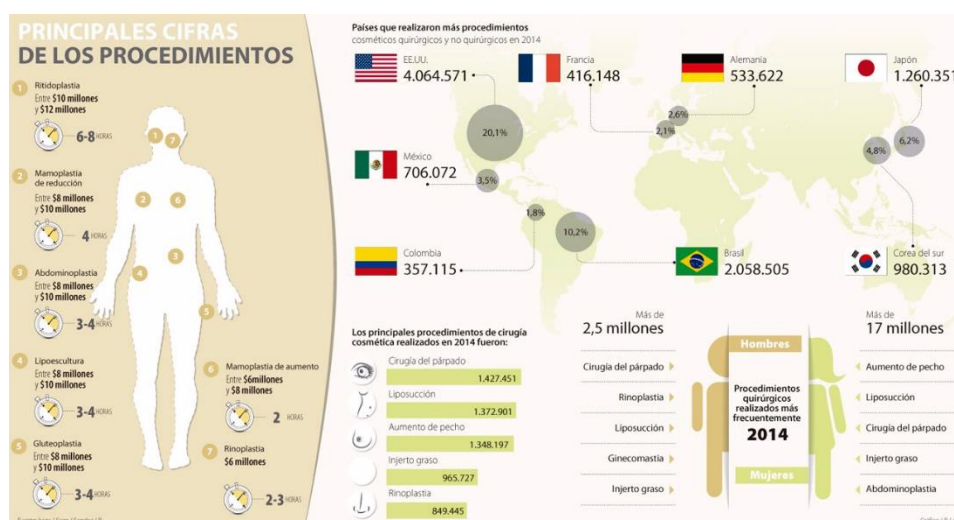 PRINCIPALES CIFRAS
DE LOS PROCEDIMIENTOS
1
Ritidoplastia
Entre $10 millones
y $12 millones
6-8 HORAS
2
Mamoplastia
de reducción
Entre $8 millones
y $10 millones
4 HORAS
3
Abdominoplastia
Entre $8 millones
y $10 millones
3-4 HORAS
4
Lipoescultura
Entre $8 millones
y $10 millones
3-4 HORAS
5
Gluteoplastia
Entre $8 millones
y $10 millones
3-4 HORAS
6
Mamoplastia de aumento
Entre $6millones
y $8 millones
2 HORAS
7
Rinoplastia
$6 millones
2-3 HORAS
1
7
2
6
3
4
5
Países que realizaron más procedimientos
cosméticos quirúrgicos y no quirúrgicos en 2014
EE.UU.
4.064.571
Francia
416.148
Alemania
533.622
Japón
1.260.351
20,1%
2,6%
2,1%
6,2%
4,8%
México
706.072
3,5%
1,8%
10,2%
Colombia
357.115
Brasil
2.058.505
Corea del sur
980.313
Los principales procedimientos de cirugía
cosmética realizados en 2014 fueron:
Cirugía del párpado
1.427.451
Liposucción
1.372.901
Aumento de pecho
1.348.197
Injerto graso
965.727
Rinoplastia
849.445
Más de
2,5 millones
Cirugía del párpado
Rinoplastia
Liposucción
Ginecomastia
Injerto graso
Hombres
Procedimientos
quirúrgicos
realizados más
frecuentemente
2014
Mujeres
Más de
17 millones
Aumento de pecho
Liposucción
Cirugía del párpado
Injerto graso
Abdominoplastia